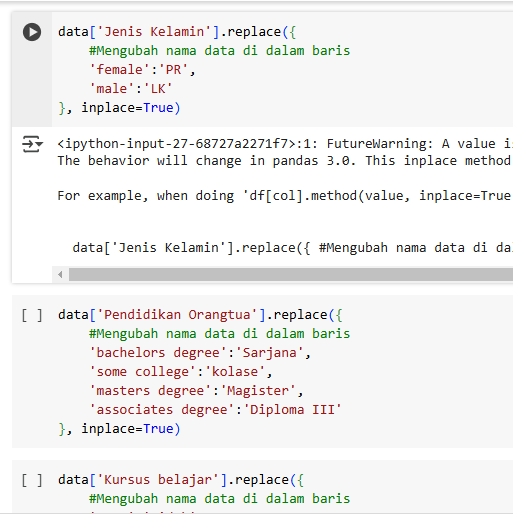 data['Jenis Kelamin'].replace({
#Mengubah nama data di dalam baris
'female':'PR',
'male':'LK'
}, inplace=True)
<ipython-input-27-68727a2271f7>:1: FutureWarning: A value
The behavior will change in pandas 3.0. This inplace method
For example, when doing 'df[col].method(value, inplace=True
data['Jenis Kelamin'].replace({ #Mengubah nama data di da
[ ] data['Pendidikan Orangtua'].replace({
#Mengubah nama data di dalam baris
'bachelors degree':'Sarjana',
'some college':'kolase',
'masters degree':'Magister',
'associates degree':'Diploma III'
}, inplace=True)
[ ] data['Kursus belajar'].replace({
#Mengubah nama data di dalam baris